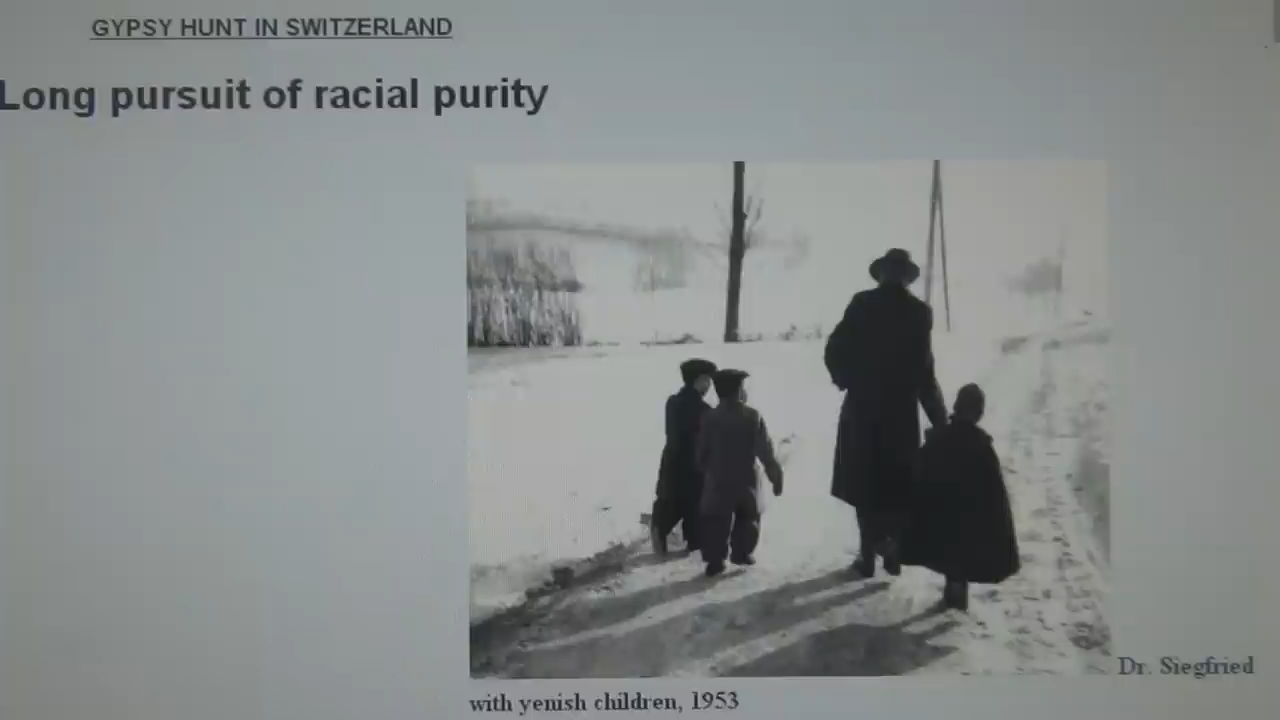 GYPSY HUNT IN SWITZERLAND
Long pursuit of racial purity
Dr. Siegfried
with yenish children, 1953